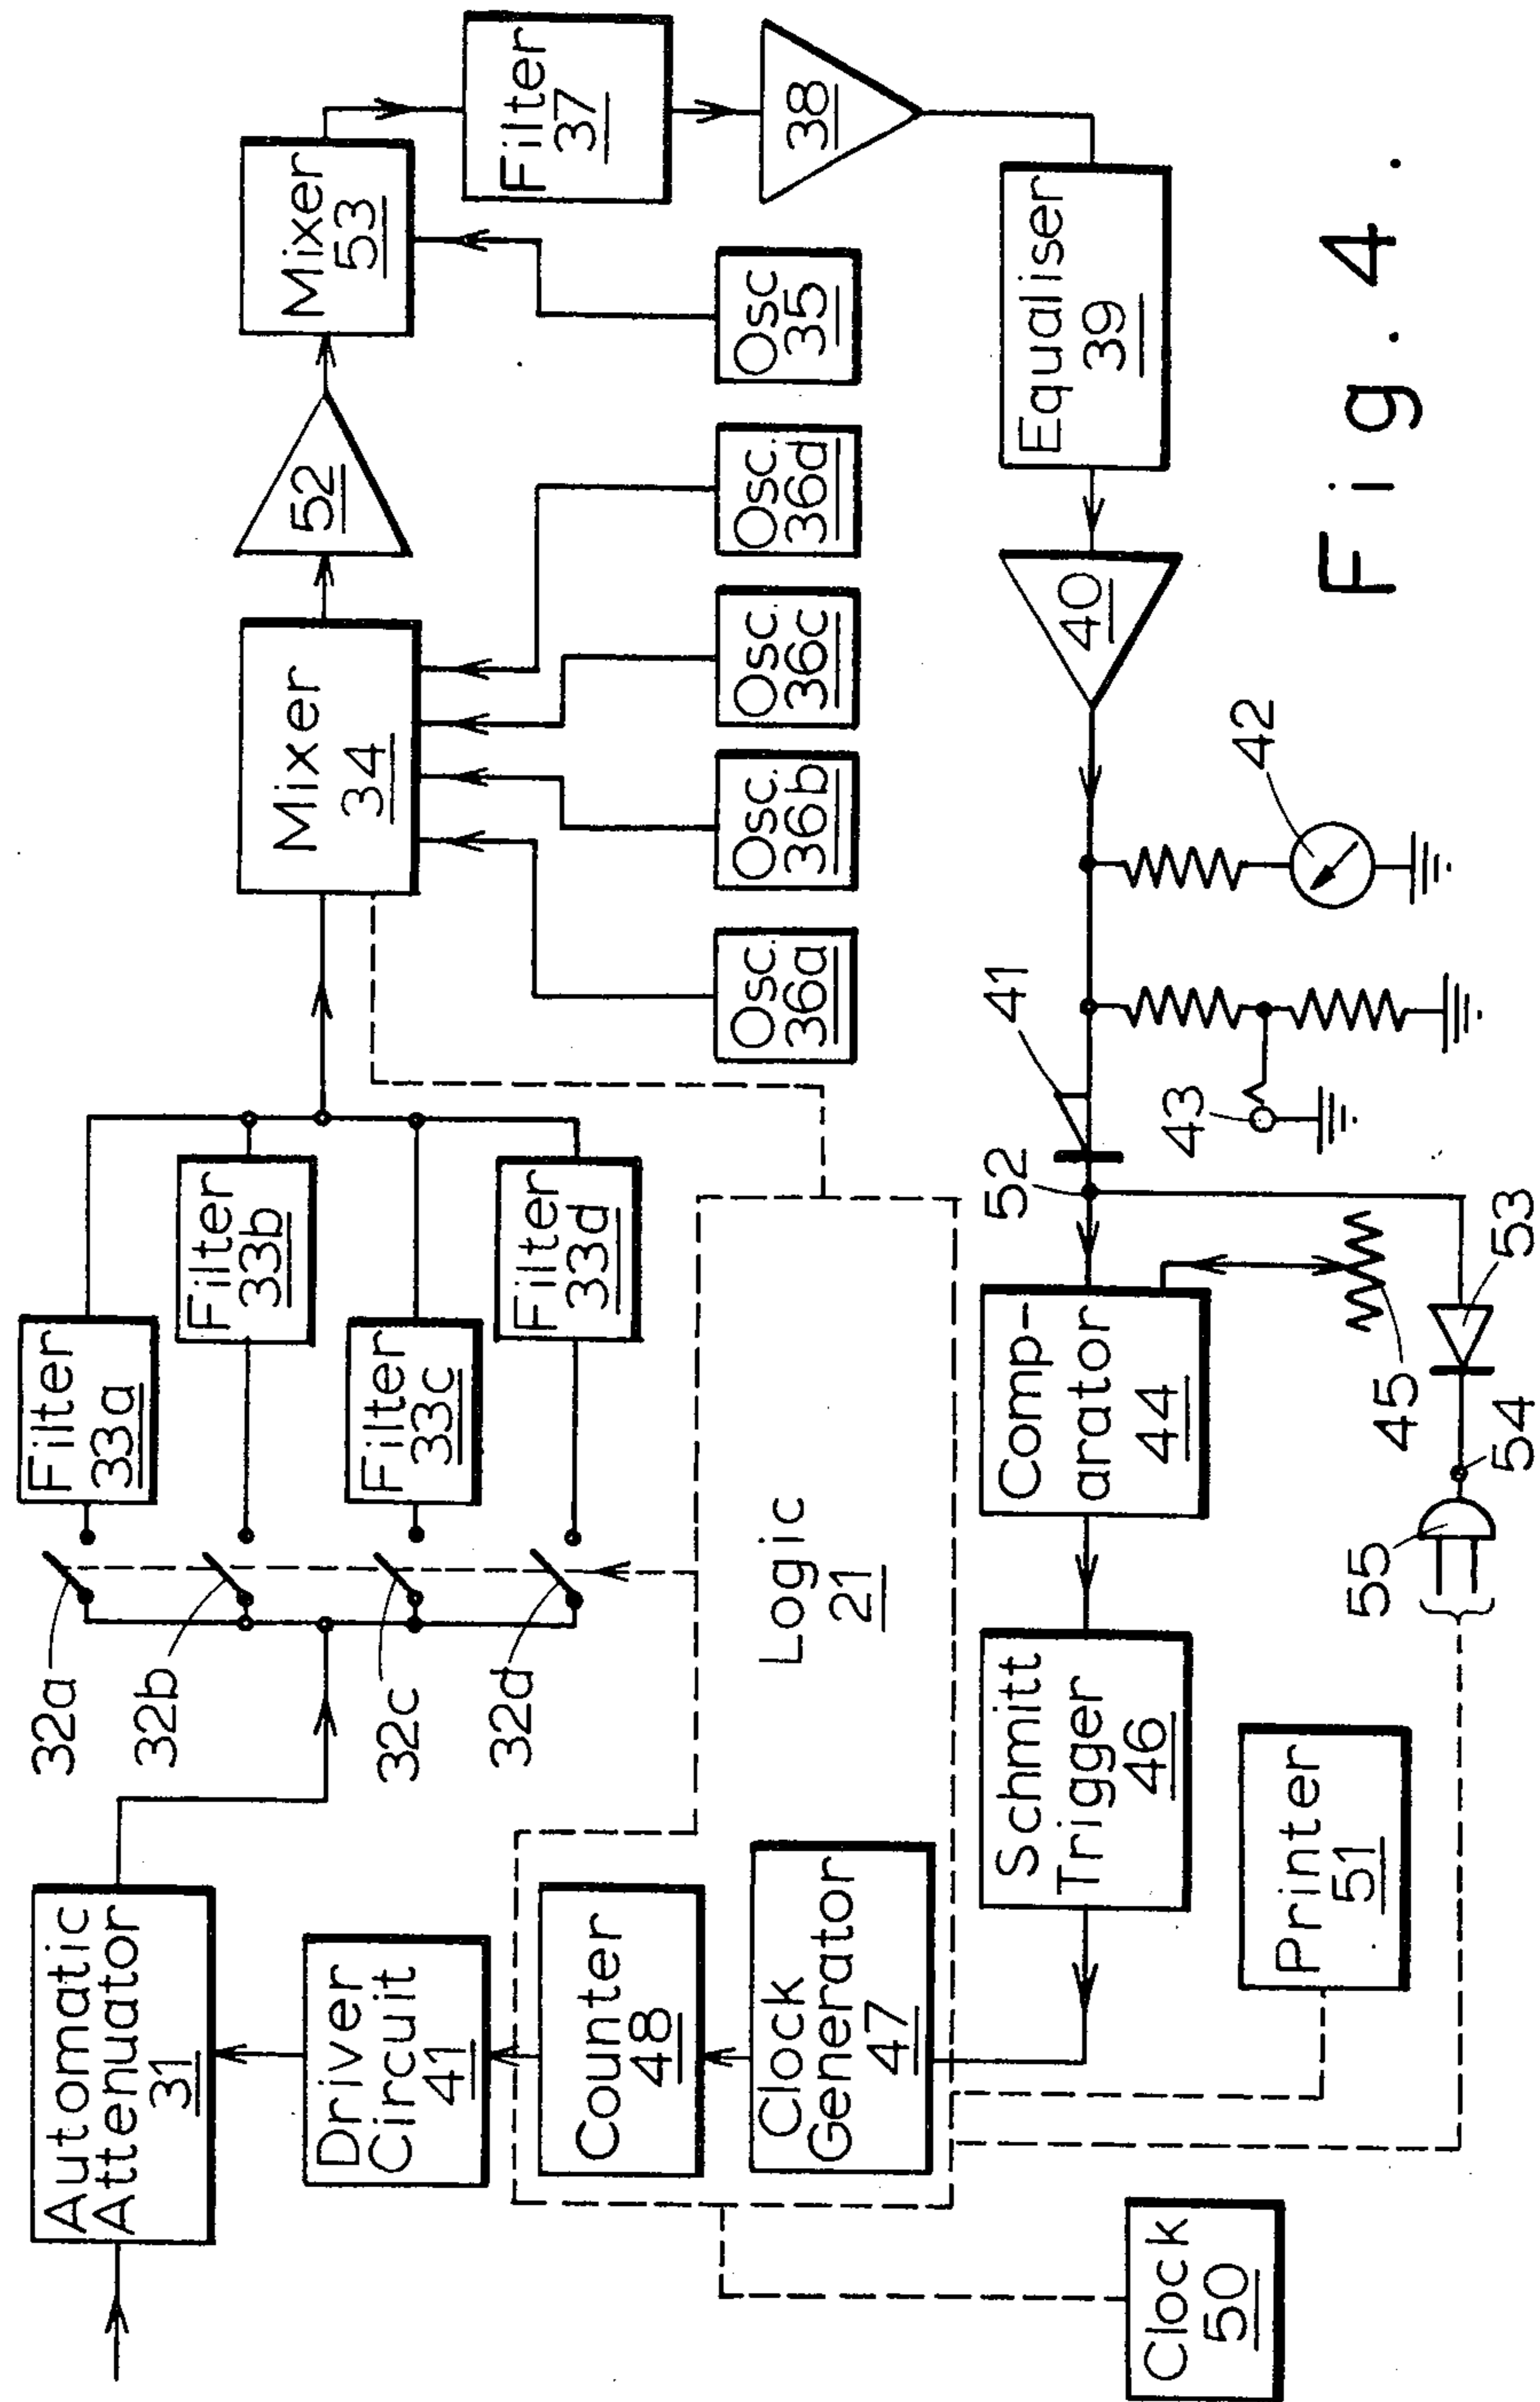 Automatic
Attenuator
31
32a
32b
32c
32d
Filter
33a
Filter
33b
Filter
33c
Filter
33d
Mixer
34
52
Mixer
53
Filter
37
38
Osc.
36a
Osc.
36b
Osc.
36c
Osc.
36d
Osc
35
Driver
Circuit
41
Counter
48
Clock
Generator
47
Logic
21
Equaliser
39
40
42
41
43
52
Comp-
arator
44
45
53
54
55
Schmitt
Trigger
46
Printer
51
Clock
50
Fig. 4.